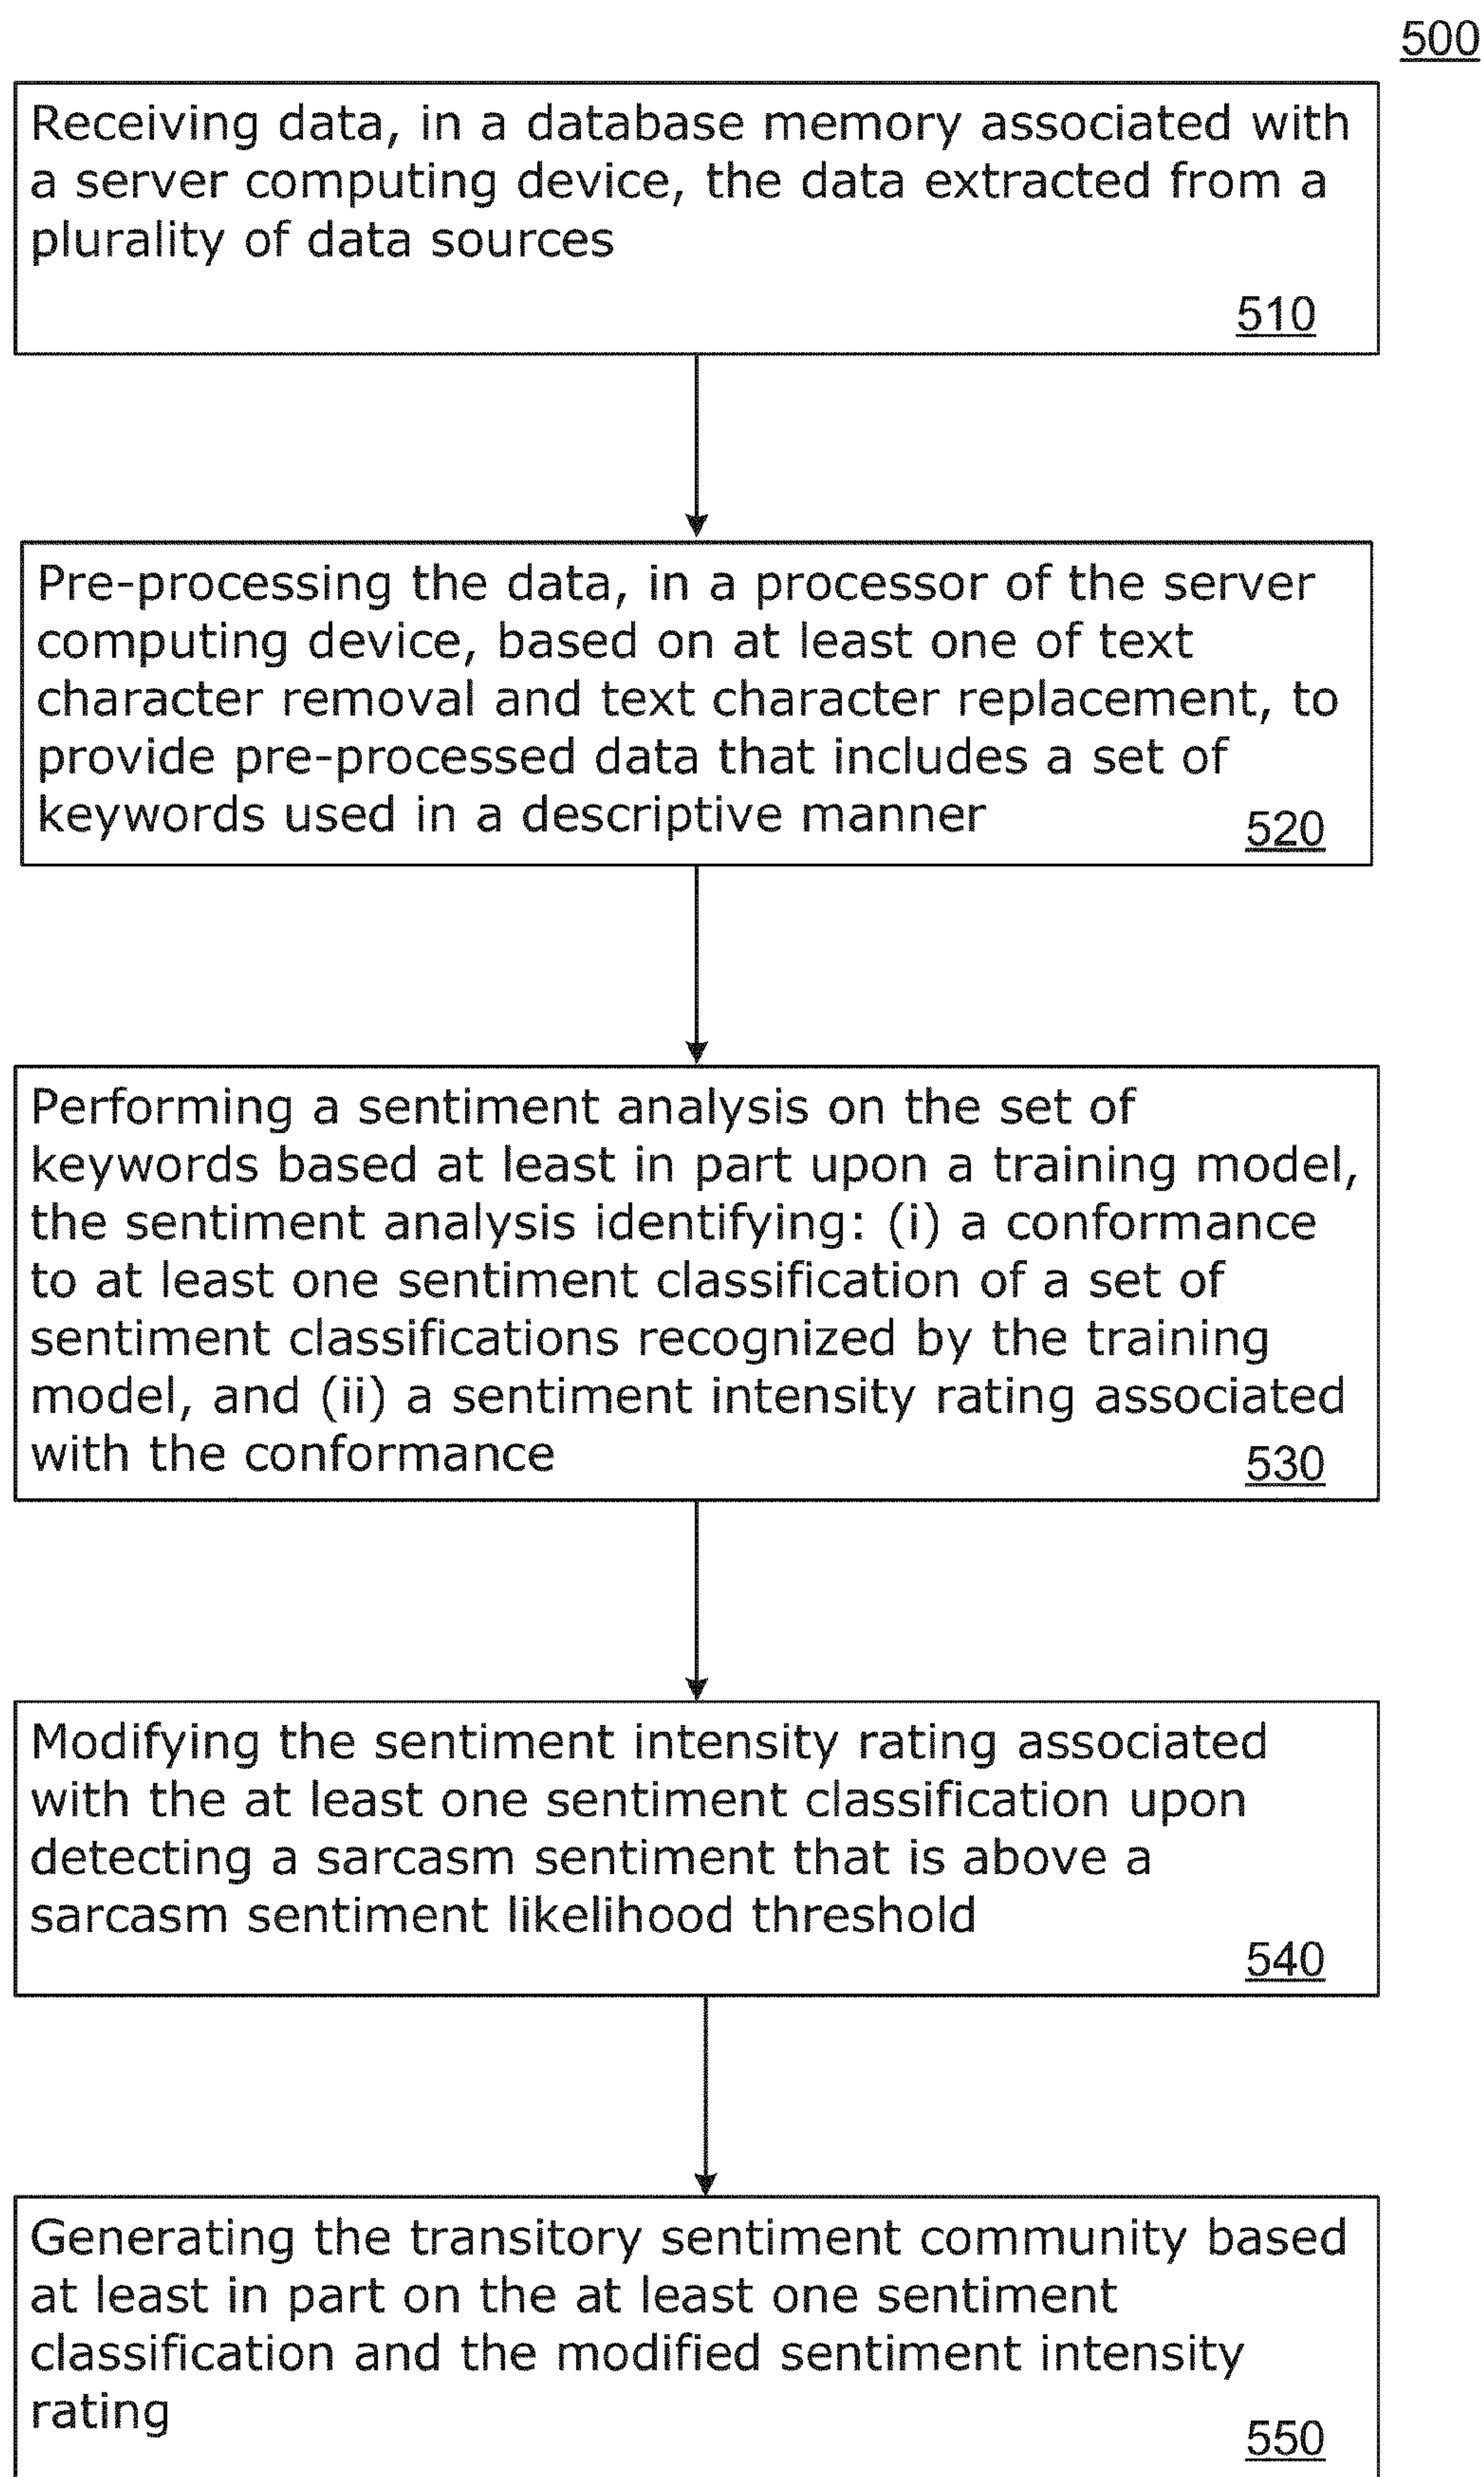 500
Receiving data, in a database memory associated with
a server computing device, the data extracted from a
plurality of data sources
510
Pre-processing the data, in a processor of the server
computing device, based on at least one of text
character removal and text character replacement, to
provide pre-processed data that includes a set of
keywords used in a descriptive manner
520
Performing a sentiment analysis on the set of
keywords based at least in part upon a training model,
the sentiment analysis identifying: (i) a conformance
to at least one sentiment classification of a set of
sentiment classifications recognized by the training
model, and (ii) a sentiment intensity rating associated
with the conformance
530
Modifying the sentiment intensity rating associated
with the at least one sentiment classification upon
detecting a sarcasm sentiment that is above a
sarcasm sentiment likelihood threshold
540
Generating the transitory sentiment community based
at least in part on the at least one sentiment
classification and the modified sentiment intensity
rating
550